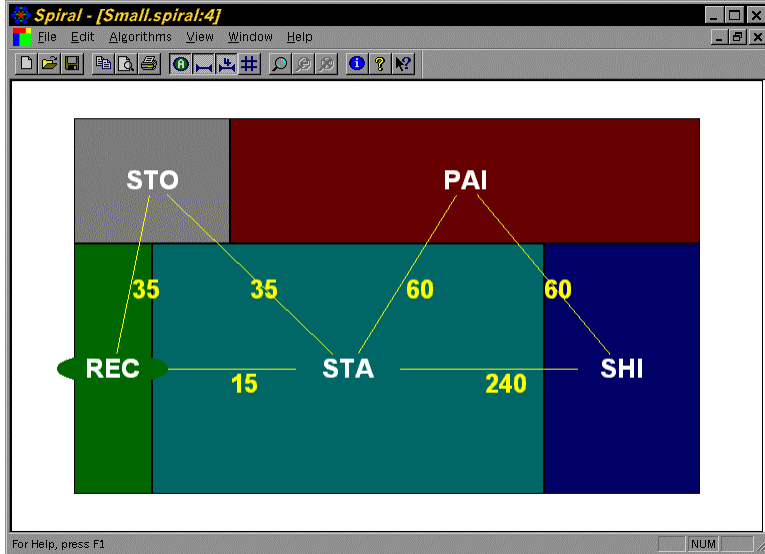 Spiral - [Small.spiral:4]
File Edit Algorithms View Window Help
STO PAI
35 35 60 60
REC STA SHI
15 240
For Help, press F1 NUM